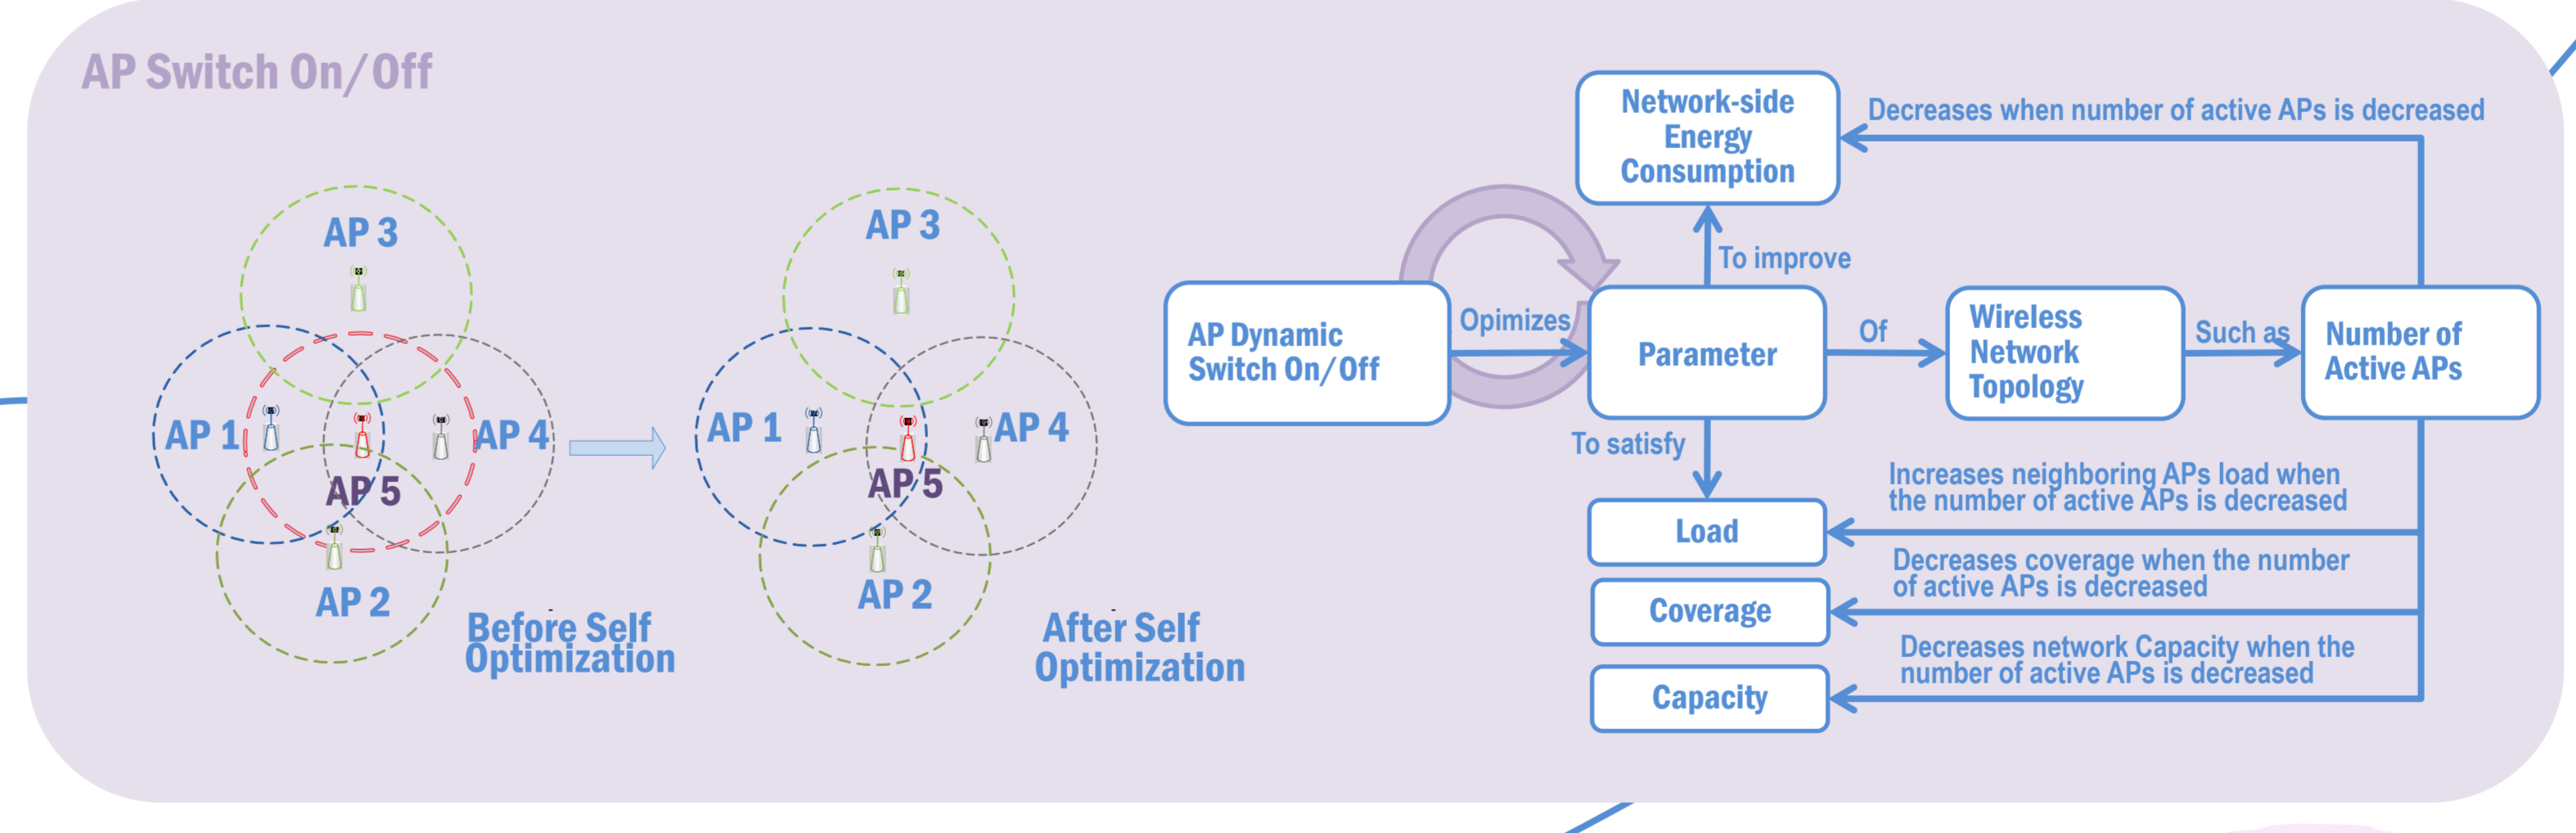 AP Switch On/Off
AP 3
AP 1
AP 4
AP 5
AP 2
Before Self
Optimization
AP 3
AP 1
AP 4
AP 5
AP 2
After Self
Optimization
AP Dynamic
Switch On/Off
Opimizes
Parameter
To improve
Network-side
Energy
Consumption
Decreases when number of active APs is decreased
Of
Wireless
Network
Topology
Such as
Number of
Active APs
To satisfy
Load
Increases neighboring APs load when
the number of active APs is decreased
Coverage
Decreases coverage when the number
of active APs is decreased
Capacity
Decreases network Capacity when the
number of active APs is decreased